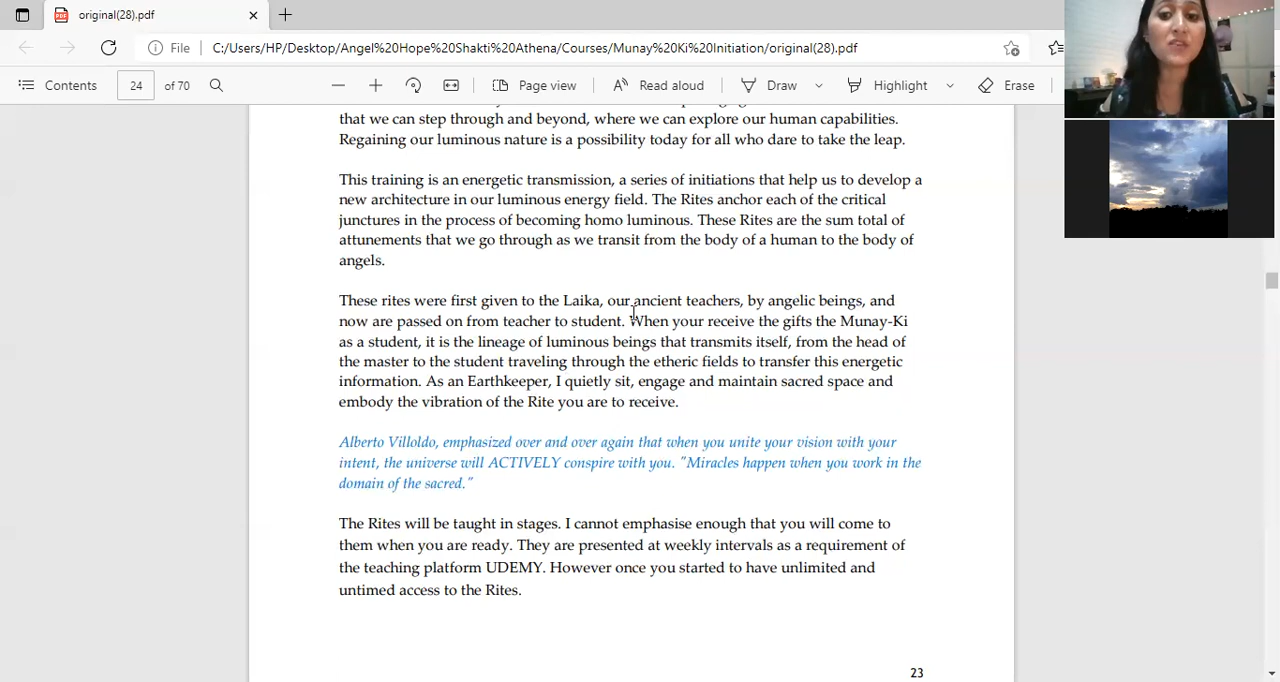 original(28).pdf
File
C:/Users/HP/Desktop/Angel%20Hope%20Shakti%20Athena/Courses/Munay%20Ki%20Initiation/original(28).pdf
Contents
24
of 70
Page view
Read aloud
Draw
Highlight
Erase
that we can step through and beyond, where we can explore our human capabilities.
Regaining our luminous nature is a possibility today for all who dare to take the leap.
This training is an energetic transmission, a series of initiations that help us to develop a
new architecture in our luminous energy field. The Rites anchor each of the critical
junctures in the process of becoming homo luminous. These Rites are the sum total of
attunements that we go through as we transit from the body of a human to the body of
angels.
These rites were first given to the Laika, our ancient teachers, by angelic beings, and
now are passed on from teacher to student. When your receive the gifts the Munay-Ki
as a student, it is the lineage of luminous beings that transmits itself, from the head of
the master to the student traveling through the etheric fields to transfer this energetic
information. As an Earthkeeper, I quietly sit, engage and maintain sacred space and
embody the vibration of the Rite you are to receive.
Alberto Villoldo, emphasized over and over again that when you unite your vision with your
intent, the universe will ACTIVELY conspire with you. "Miracles happen when you work in the
domain of the sacred."
The Rites will be taught in stages. I cannot emphasise enough that you will come to
them when you are ready. They are presented at weekly intervals as a requirement of
the teaching platform UDEMY. However once you started to have unlimited and
untimed access to the Rites.
23